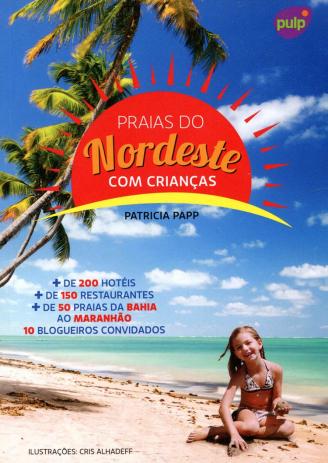 pulp
PRAIAS DO
Nordeste
COM CRIANÇAS
PATRICIA PAPP
+ DE 200 HOTÉIS
+ DE 150 RESTAURANTES
+ DE 50 PRAIAS DA BAHIA
AO MARANHÃO
10 BLOGUEIROS CONVIDADOS
ILUSTRAÇÕES: CRIS ALHADEFF